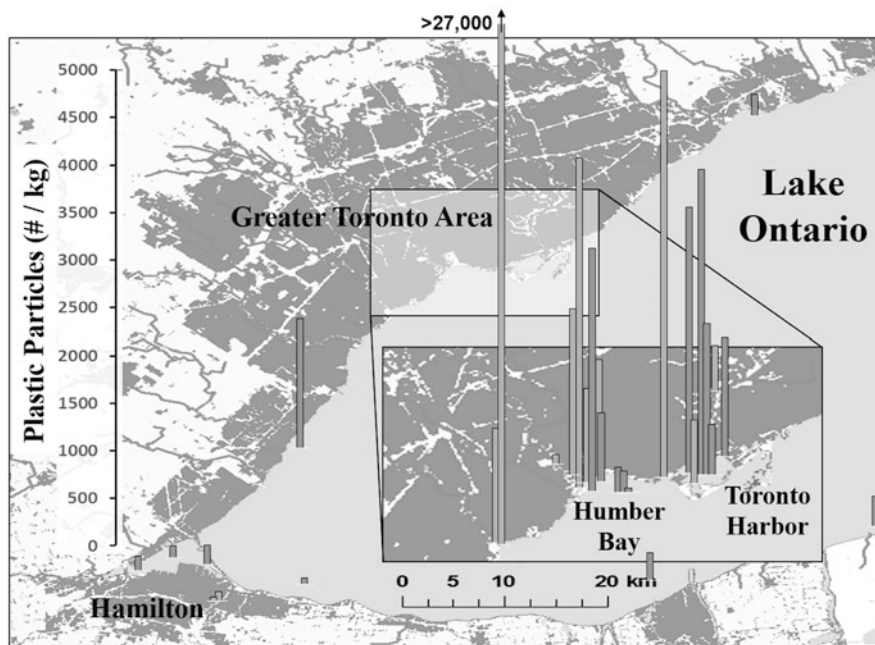 >27,000
5000
4500
4000
3500
3000
2500
2000
1500
1000
500
0
Plastic Particles (# / kg)
Greater Toronto Area
Lake
Ontario
Humber
Bay
Toronto
Harbor
Hamilton
0 5 10 20 km